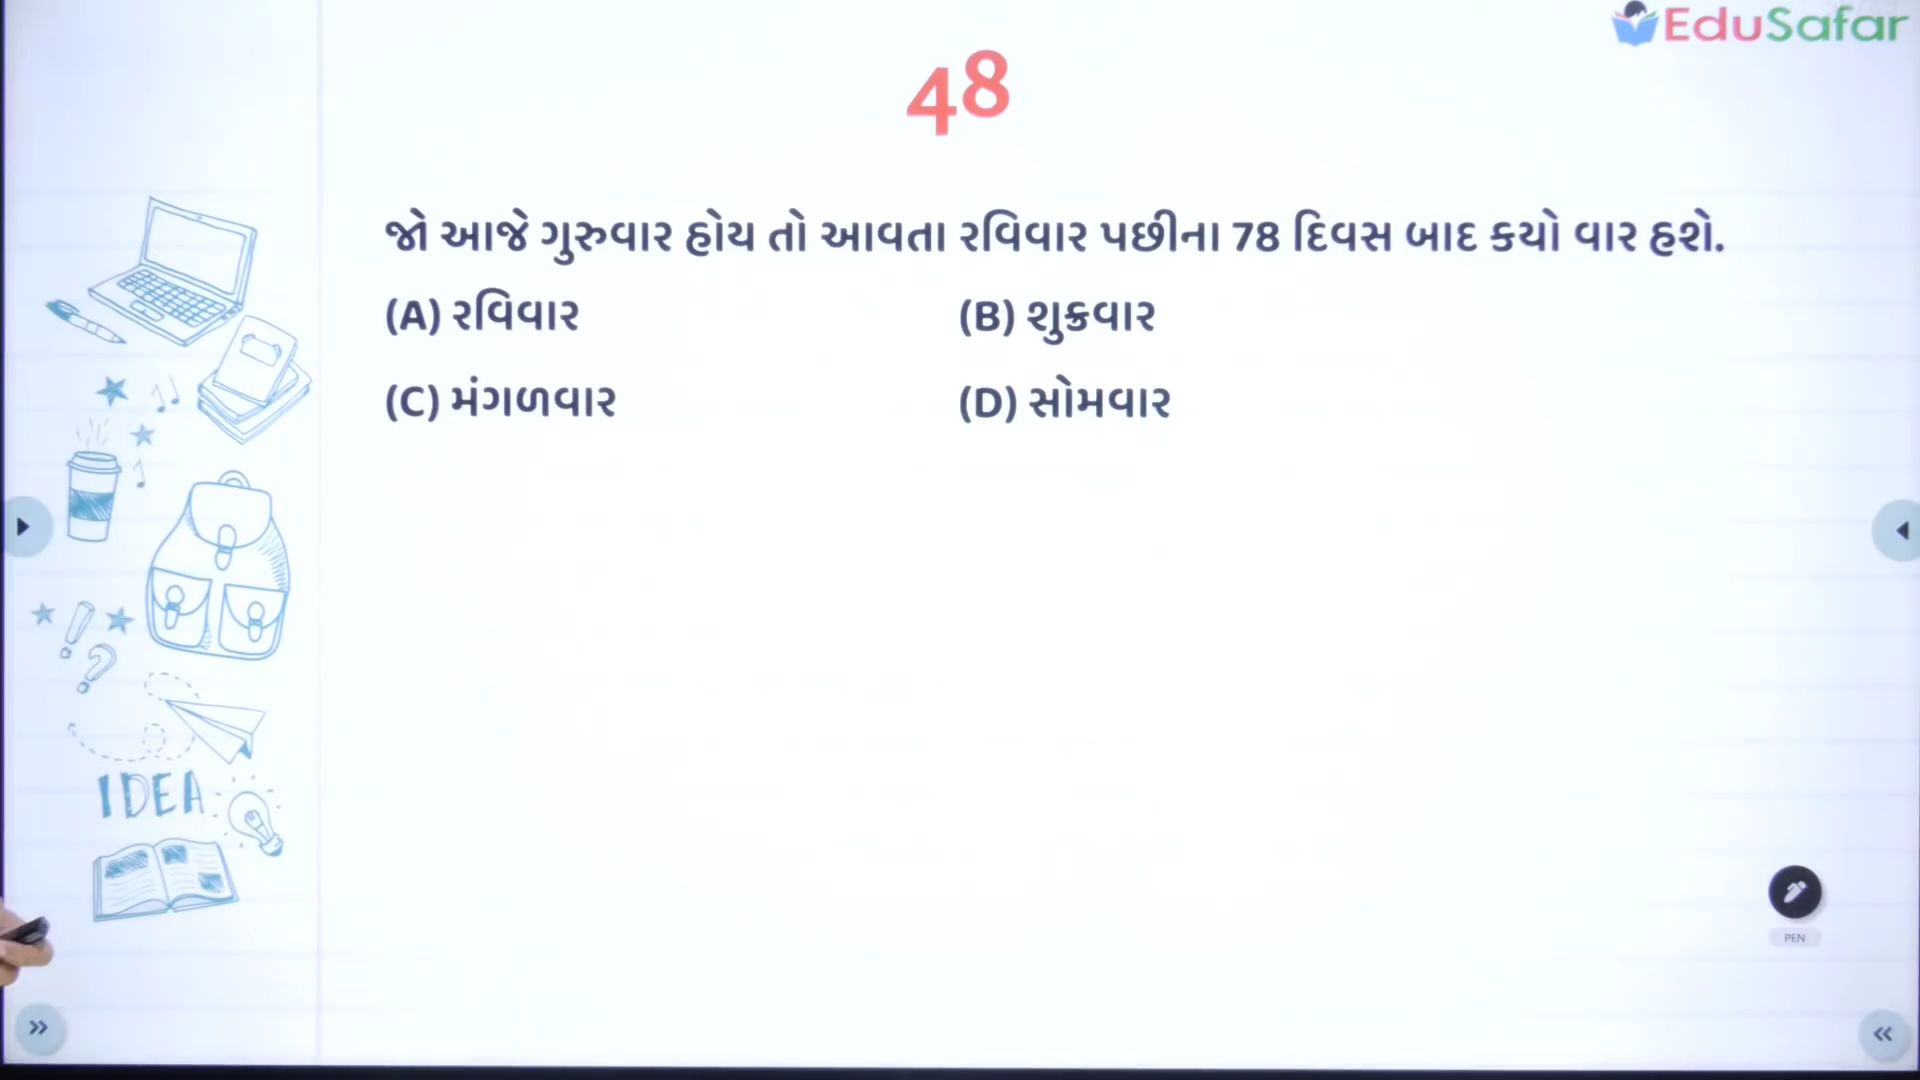 EduSafar
48
જો આજે ગુરુવાર હોય તો આવતા રવિવાર પછીના 78 દિવસ બાદ કયો વાર હશે.
(A) રવિવાર (B) શુક્રવાર
(C) મંગળવાર (D) સોમવાર
IDEA
PEN